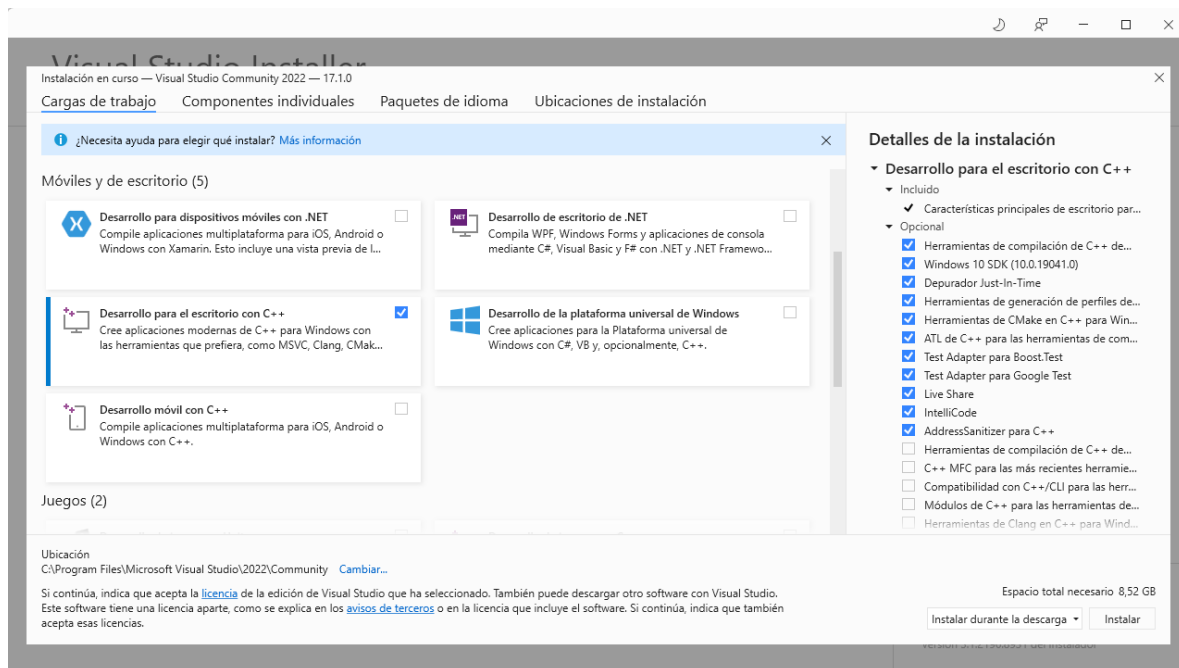 Visual Studio Installer
Instalación en curso — Visual Studio Community 2022 — 17.1.0
Cargas de trabajo Componentes individuales Paquetes de idioma Ubicaciones de instalación
¿Necesita ayuda para elegir qué instalar? Más información
Móviles y de escritorio (5)
Desarrollo para dispositivos móviles con .NET
Compile aplicaciones multiplataforma para iOS, Android o
Windows con Xamarin. Esto incluye una vista previa de l...
.NET
Desarrollo de escritorio de .NET
Compila WPF, Windows Forms y aplicaciones de consola
mediante C#, Visual Basic y F# con .NET y .NET Framewo...
Desarrollo para el escritorio con C++
Cree aplicaciones modernas de C++ para Windows con
las herramientas que prefiera, como MSVC, Clang, CMak...
Desarrollo de la plataforma universal de Windows
Cree aplicaciones para la Plataforma universal de
Windows con C#, VB y, opcionalmente, C++.
Desarrollo móvil con C++
Compile aplicaciones multiplataforma para iOS, Android o
Windows con C++.
Juegos (2)
Detalles de la instalación
Desarrollo para el escritorio con C++
Incluido
Características principales de escritorio par...
Opcional
Herramientas de compilación de C++ de...
Windows 10 SDK (10.0.19041.0)
Depurador Just-In-Time
Herramientas de generación de perfiles de...
Herramientas de CMake en C++ para Win...
ATL de C++ para las herramientas de com...
Test Adapter para Boost.Test
Test Adapter para Google Test
Live Share
IntelliCode
AddressSanitizer para C++
Herramientas de compilación de C++ de...
C++ MFC para las más recientes herramie...
Compatibilidad con C++/CLI para las herr...
Módulos de C++ para las herramientas de...
Herramientas de Clang en C++ para Wind...
Ubicación
C:\Program Files\Microsoft Visual Studio\2022\Community Cambiar...
Si continúa, indica que acepta la licencia de la edición de Visual Studio que ha seleccionado. También puede descargar otro software con Visual Studio.
Este software tiene una licencia aparte, como se explica en los avisos de terceros o en la licencia que incluye el software. Si continúa, indica que también
acepta esas licencias.
Espacio total necesario 8,52 GB
Instalar durante la descarga Instalar
del instalador